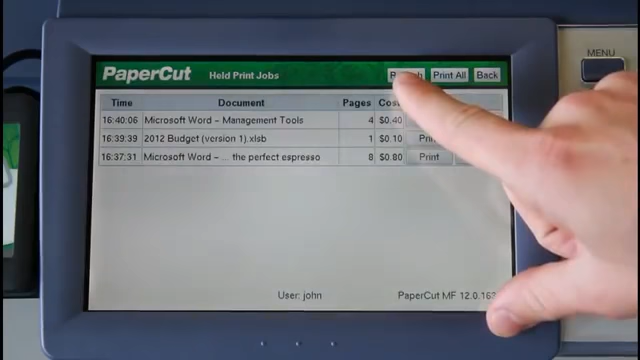 MENU
PaperCut Held Print Jobs Print All Back
Time Document Pages Cost
16:40:06 Microsoft Word - Management Tools 4 $0.40
16:39:39 2012 Budget (version 1).xlsb 1 $0.10
16:37:31 Microsoft Word - ... the perfect espresso 8 $0.80 Print
User: john PaperCut MF 12.0.163